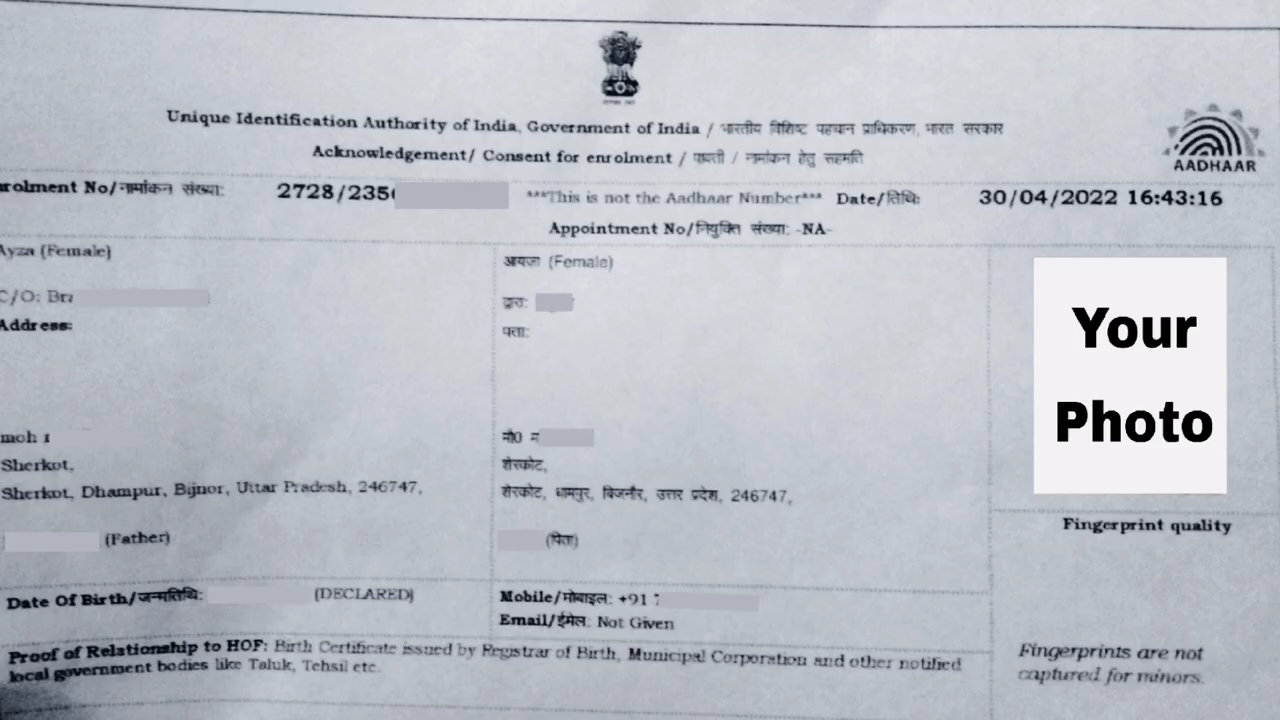 Unique Identification Authority of India, Government of India / भारतीय विशिष्ट पहचान प्राधिकरण, भारत सरकार
Acknowledgement/ Consent for enrolment / पावती / नामांकन हेतु सहमति
AADHAAR
rolment No/नामांकन संख्या: 2728/235 ***This is not the Aadhaar Number*** Date/तिथि: 30/04/2022 16:43:16
Appointment No/नियुक्ति संख्या: -NA-
Ayza (Female)
C/O: Bra
Address:
moh
Sherkot,
Sherkot, Dhampur, Bijnor, Uttar Pradesh, 246747,
(Father)
Date Of Birth/जन्मतिथि: (DECLARED)
आयजा (Female)
द्वारा:
पता:
मौ0 म
शेरकोट,
शेरकोट, धामपुर, बिजनौर, उत्तर प्रदेश, 246747,
(पिता)
Mobile/मोबाइल: +91 7
Email/ईमेल: Not Given
Your
Photo
Fingerprint quality
Fingerprints are not
captured for minors.
Proof of Relationship to HOF: Birth Certificate issued by Registrar of Birth, Municipal Corporation and other notified
local government bodies like Taluk, Tehsil etc.